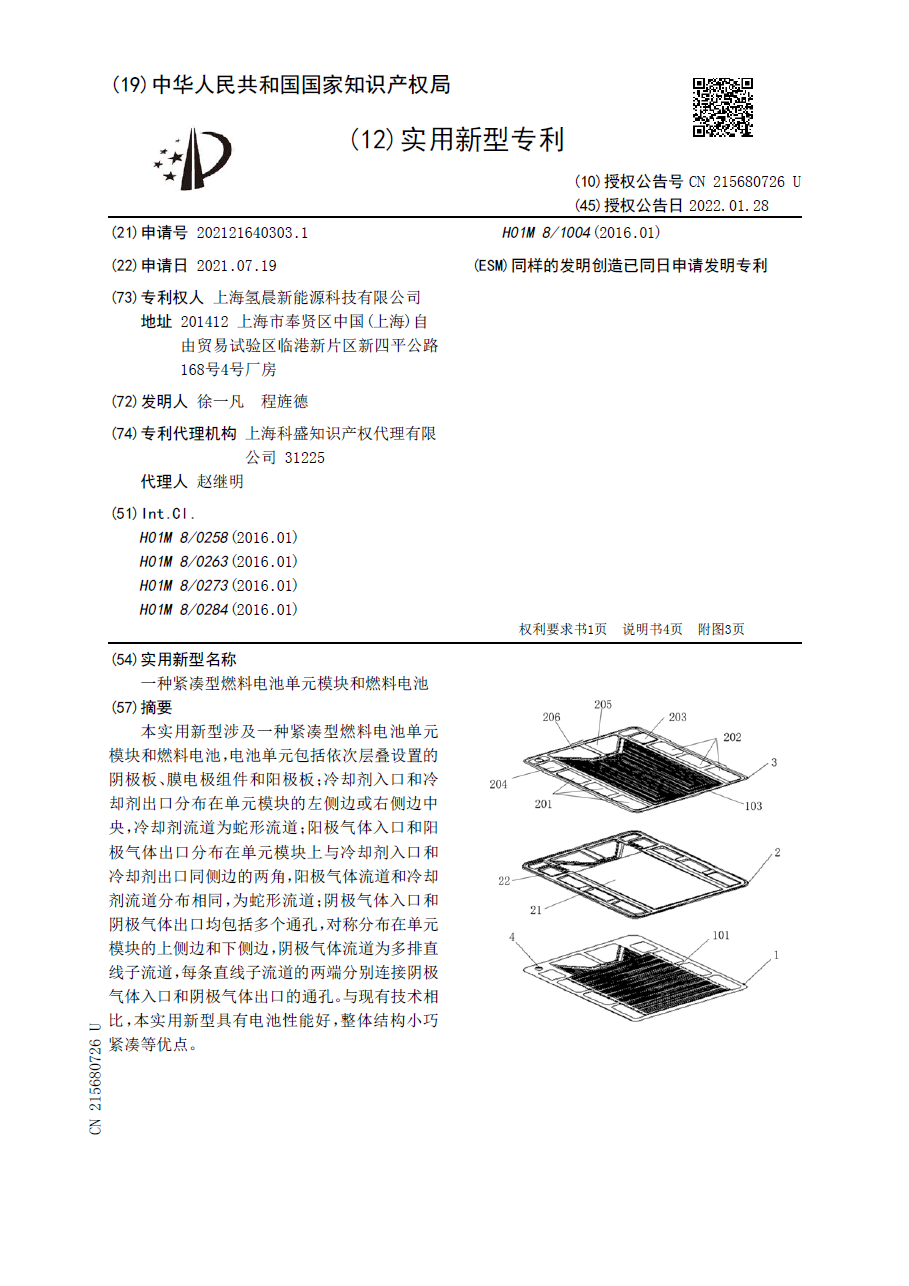 (19)中华人民共和国国家知识产权局
(12)实用新型专利
(10)授权公告号 CN 215680726 U
(45)授权公告日 2022.01.28
(21)申请号 202121640303.1
(22)申请日 2021.07.19
(73)专利权人 上海氢晨新能源科技有限公司
地址 201412 上海市奉贤区中国(上海)自
由贸易试验区临港新片区新四平公路
168号4号厂房
(72)发明人 徐一凡 程旌德
(74)专利代理机构 上海科盛知识产权代理有限
公司 31225
代理人 赵继明
(51)Int.Cl.
H01M 8/0258(2016.01)
H01M 8/0263(2016.01)
H01M 8/0273(2016.01)
H01M 8/0284(2016.01)
H01M 8/1004(2016.01)
(ESM)同样的发明创造已同日申请发明专利
权利要求书1页 说明书4页 附图3页
(54)实用新型名称
一种紧凑型燃料电池单元模块和燃料电池
(57)摘要
本实用新型涉及一种紧凑型燃料电池单元
模块和燃料电池,电池单元包括依次层叠设置的
阴极板、膜电极组件和阳极板;冷却剂入口和冷
却剂出口分布在单元模块的左侧边或右侧边中
央,冷却剂流道为蛇形流道;阳极气体入口和阳
极气体出口分布在单元模块上与冷却剂入口和
冷却剂出口同侧边的两角,阳极气体流道和冷却
剂流道分布相同,为蛇形流道;阴极气体入口和
阴极气体出口均包括多个通孔,对称分布在单元
模块的上侧边和下侧边,阴极气体流道为多排直
线子流道,每条直线子流道的两端分别连接阴极
气体入口和阴极气体出口的通孔。与现有技术相
比,本实用新型具有电池性能好,整体结构小巧
紧凑等优点。
205
206
203
202
3
204
201
103
2
22
21
4
101
1
CN 215680726 U